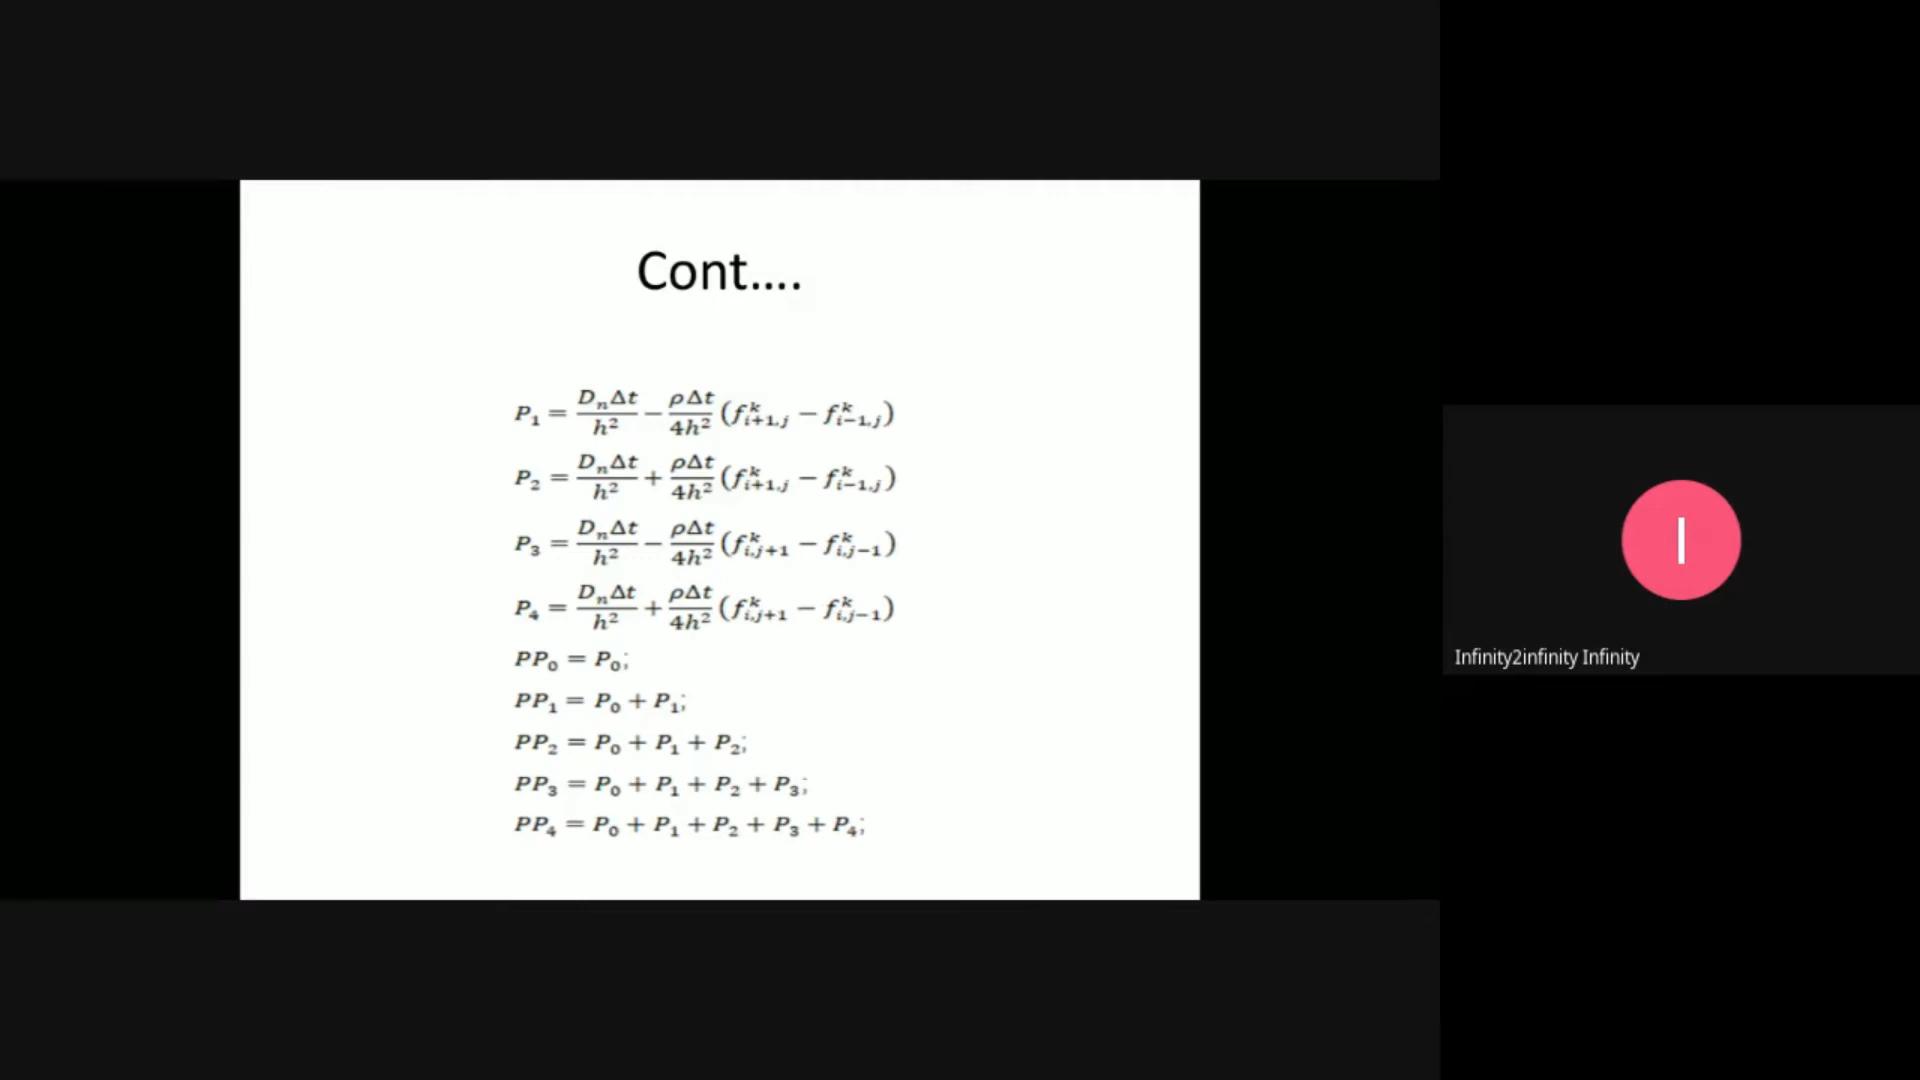 Cont....
P₁ = DₙΔt/h² − ρΔt/4h² (fᵏᵢ₊₁,ⱼ − fᵏᵢ₋₁,ⱼ)
P₂ = DₙΔt/h² + ρΔt/4h² (fᵏᵢ₊₁,ⱼ − fᵏᵢ₋₁,ⱼ)
P₃ = DₙΔt/h² − ρΔt/4h² (fᵏᵢ,ⱼ₊₁ − fᵏᵢ,ⱼ₋₁)
P₄ = DₙΔt/h² + ρΔt/4h² (fᵏᵢ,ⱼ₊₁ − fᵏᵢ,ⱼ₋₁)
PP₀ = P₀;
PP₁ = P₀ + P₁;
PP₂ = P₀ + P₁ + P₂;
PP₃ = P₀ + P₁ + P₂ + P₃;
PP₄ = P₀ + P₁ + P₂ + P₃ + P₄;
I
Infinity2infinity Infinity